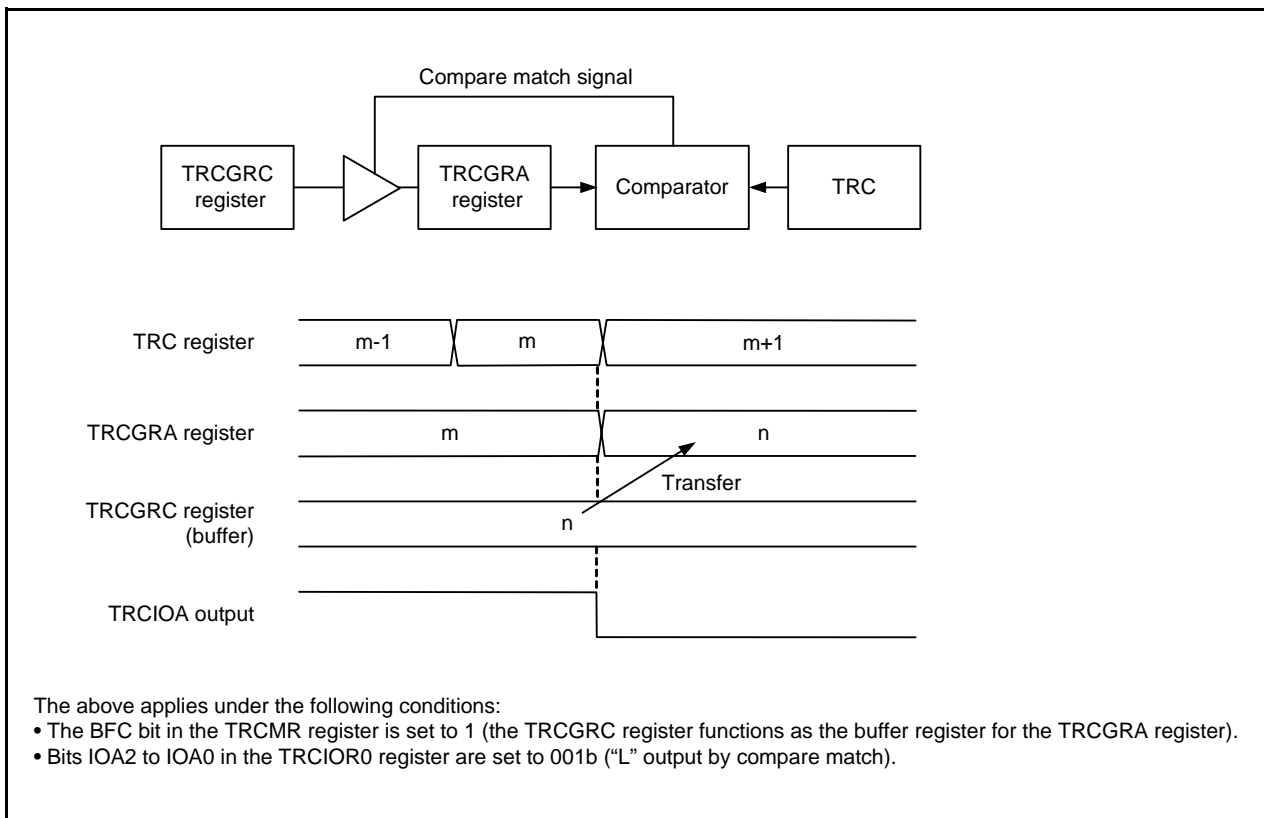 Compare match signal
TRCGRC
register
TRCGRA
register
Comparator
TRC
TRC register
m-1
m
m+1
TRCGRA register
m
n
Transfer
TRCGRC register
(buffer)
n
TRCIOA output
The above applies under the following conditions:
• The BFC bit in the TRCMR register is set to 1 (the TRCGRC register functions as the buffer register for the TRCGRA register).
• Bits IOA2 to IOA0 in the TRCIOR0 register are set to 001b (“L” output by compare match).